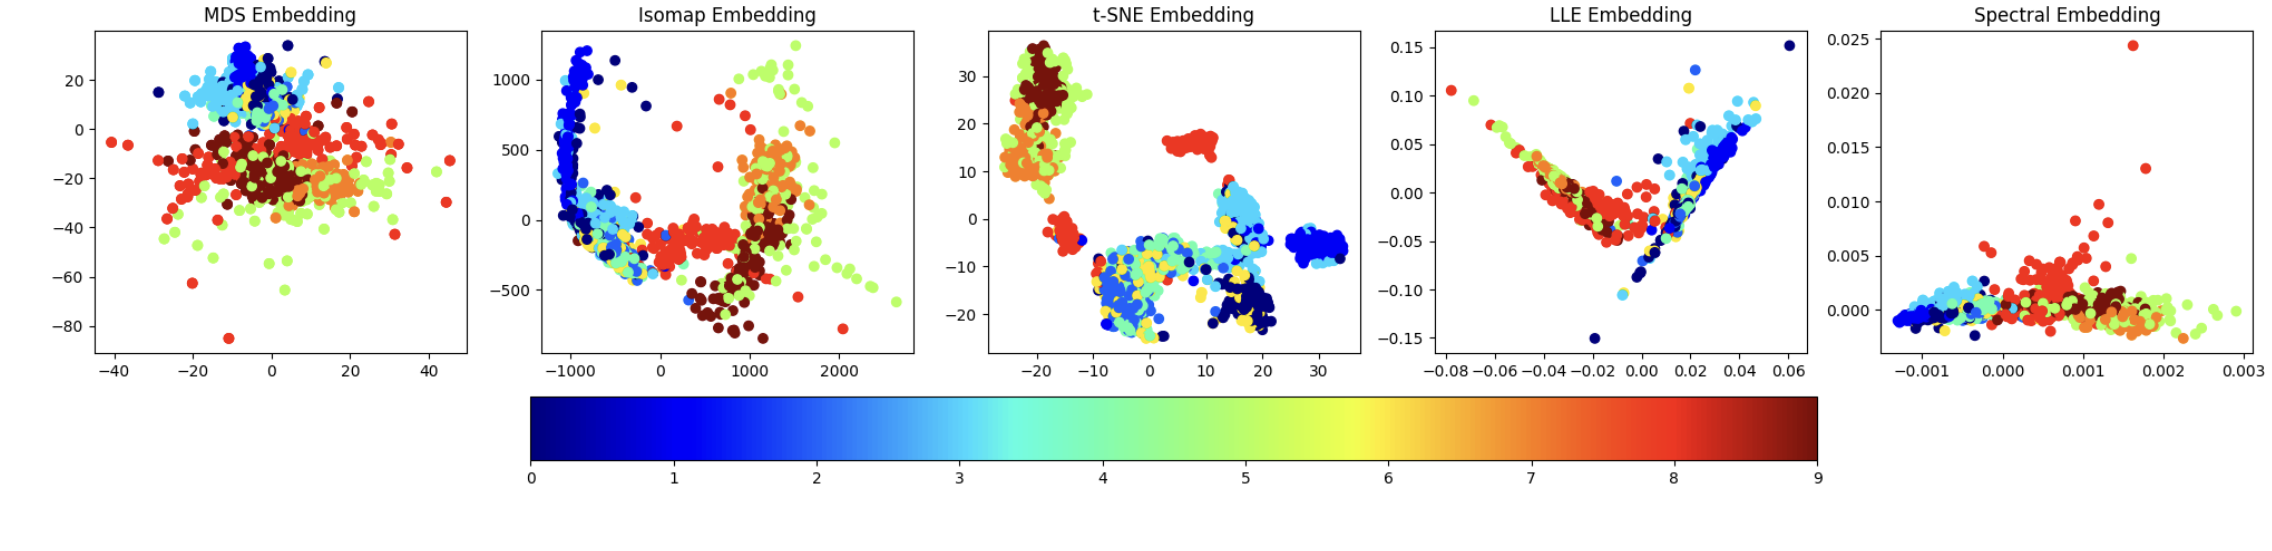 MDS Embedding
20
0
−20
−40
−60
−80
−40 −20 0 20 40
Isomap Embedding
1000
500
0
−500
−1000 0 1000 2000
t-SNE Embedding
30
20
10
0
−10
−20
−20 −10 0 10 20 30
LLE Embedding
0.15
0.10
0.05
0.00
−0.05
−0.10
−0.15
−0.08 −0.06 −0.04 −0.02 0.00 0.02 0.04 0.06
Spectral Embedding
0.025
0.020
0.015
0.010
0.005
0.000
−0.001 0.000 0.001 0.002 0.003
0 1 2 3 4 5 6 7 8 9